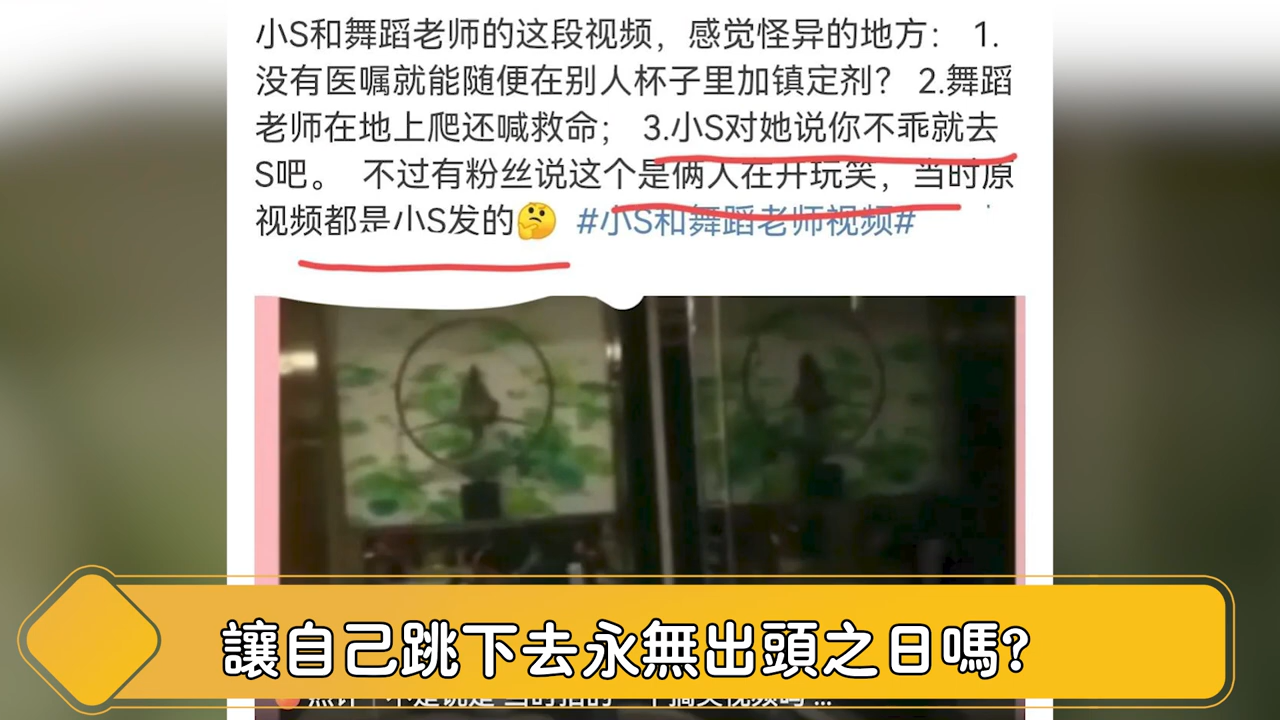 小S和舞蹈老师的这段视频，感觉怪异的地方： 1.
没有医嘱就能随便在别人杯子里加镇定剂？ 2.舞蹈
老师在地上爬还喊救命； 3.小S对她说你不乖就去
S吧。 不过有粉丝说这个是俩人在开玩笑，当时原
视频都是小S发的🤔 #小S和舞蹈老师视频#
讓自己跳下去永無出頭之日嗎?